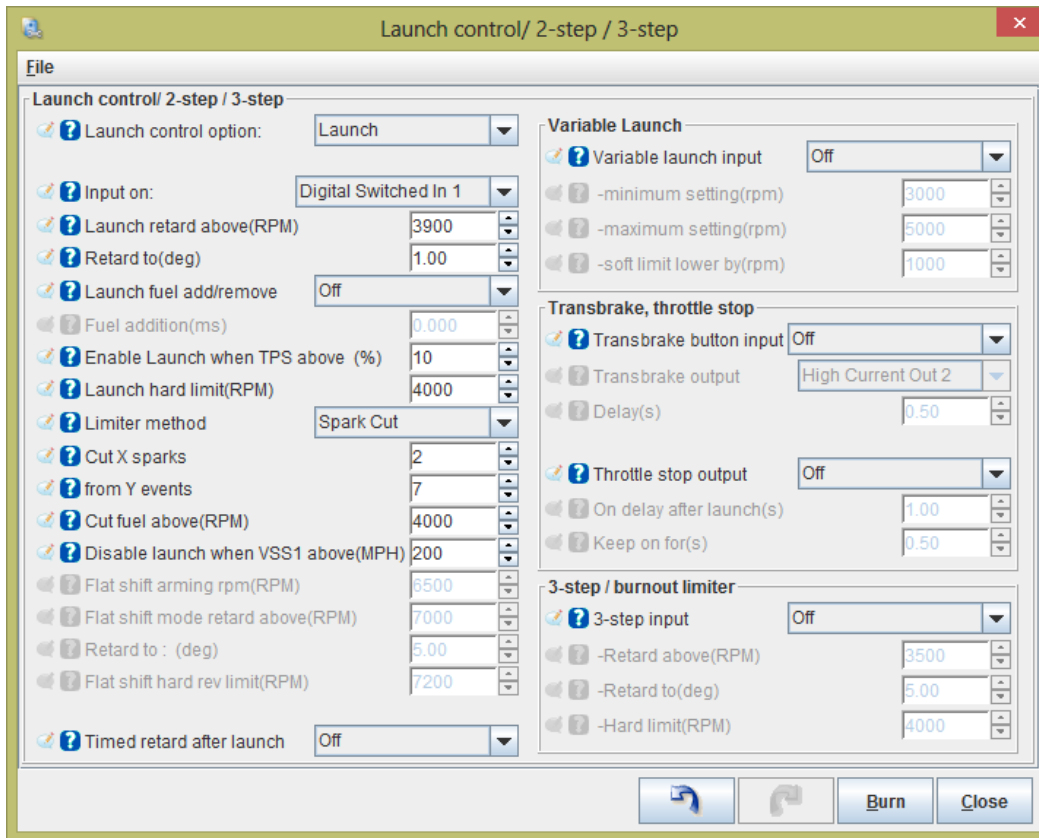 Launch control/ 2-step / 3-step
File
Launch control/ 2-step / 3-step
Launch control option: Launch
Input on: Digital Switched In 1
Launch retard above(RPM) 3900
Retard to(deg) 1.00
Launch fuel add/remove Off
Fuel addition(ms) 0.000
Enable Launch when TPS above (%) 10
Launch hard limit(RPM) 4000
Limiter method Spark Cut
Cut X sparks 2
from Y events 7
Cut fuel above(RPM) 4000
Disable launch when VSS1 above(MPH) 200
Flat shift arming rpm(RPM) 6500
Flat shift mode retard above(RPM) 7000
Retard to : (deg) 5.00
Flat shift hard rev limit(RPM) 7200
Timed retard after launch Off
Variable Launch
Variable launch input Off
-minimum setting(rpm) 3000
-maximum setting(rpm) 5000
-soft limit lower by(rpm) 1000
Transbrake, throttle stop
Transbrake button input Off
Transbrake output High Current Out 2
Delay(s) 0.50
Throttle stop output Off
On delay after launch(s) 1.00
Keep on for(s) 0.50
3-step / burnout limiter
3-step input Off
-Retard above(RPM) 3500
-Retard to(deg) 5.00
-Hard limit(RPM) 4000
Burn Close